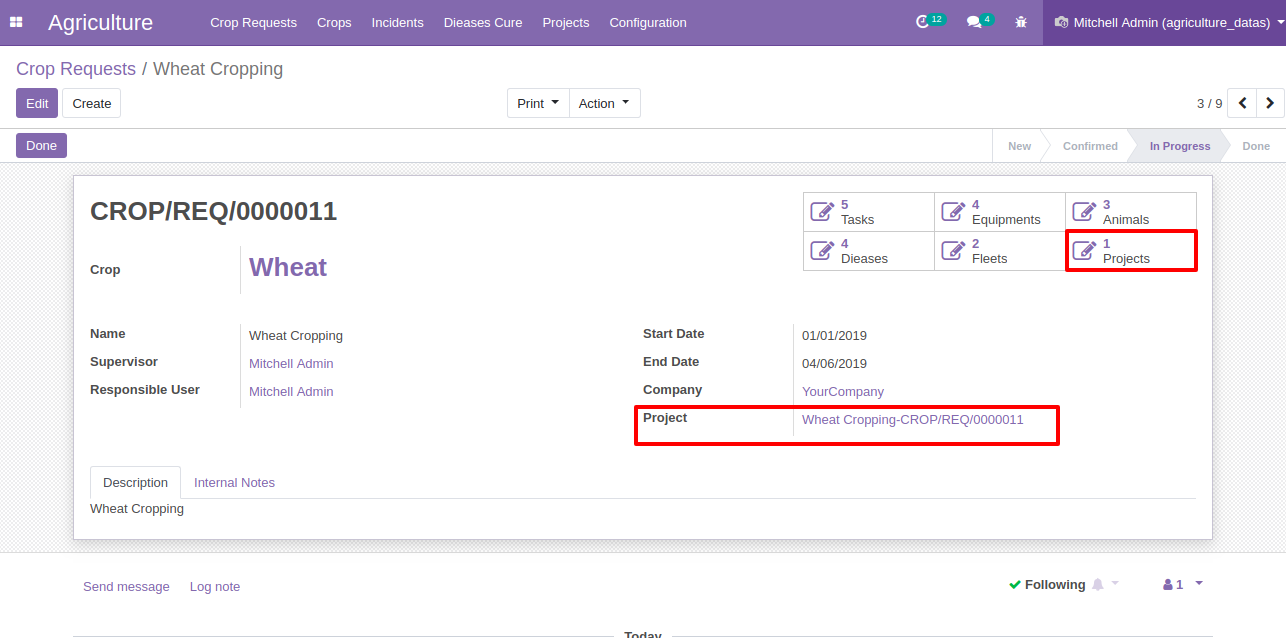 Agriculture Crop Requests Crops Incidents Dieases Cure Projects Configuration 12 4 Mitchell Admin (agriculture_datas)
Crop Requests / Wheat Cropping
Edit Create Print Action 3 / 9
Done New Confirmed In Progress Done
CROP/REQ/0000011
5 Tasks
4 Equipments
3 Animals
4 Dieases
2 Fleets
1 Projects
Crop Wheat
Name Wheat Cropping
Supervisor Mitchell Admin
Responsible User Mitchell Admin
Start Date 01/01/2019
End Date 04/06/2019
Company YourCompany
Project Wheat Cropping-CROP/REQ/0000011
Description Internal Notes
Wheat Cropping
Send message Log note Following 1
Today